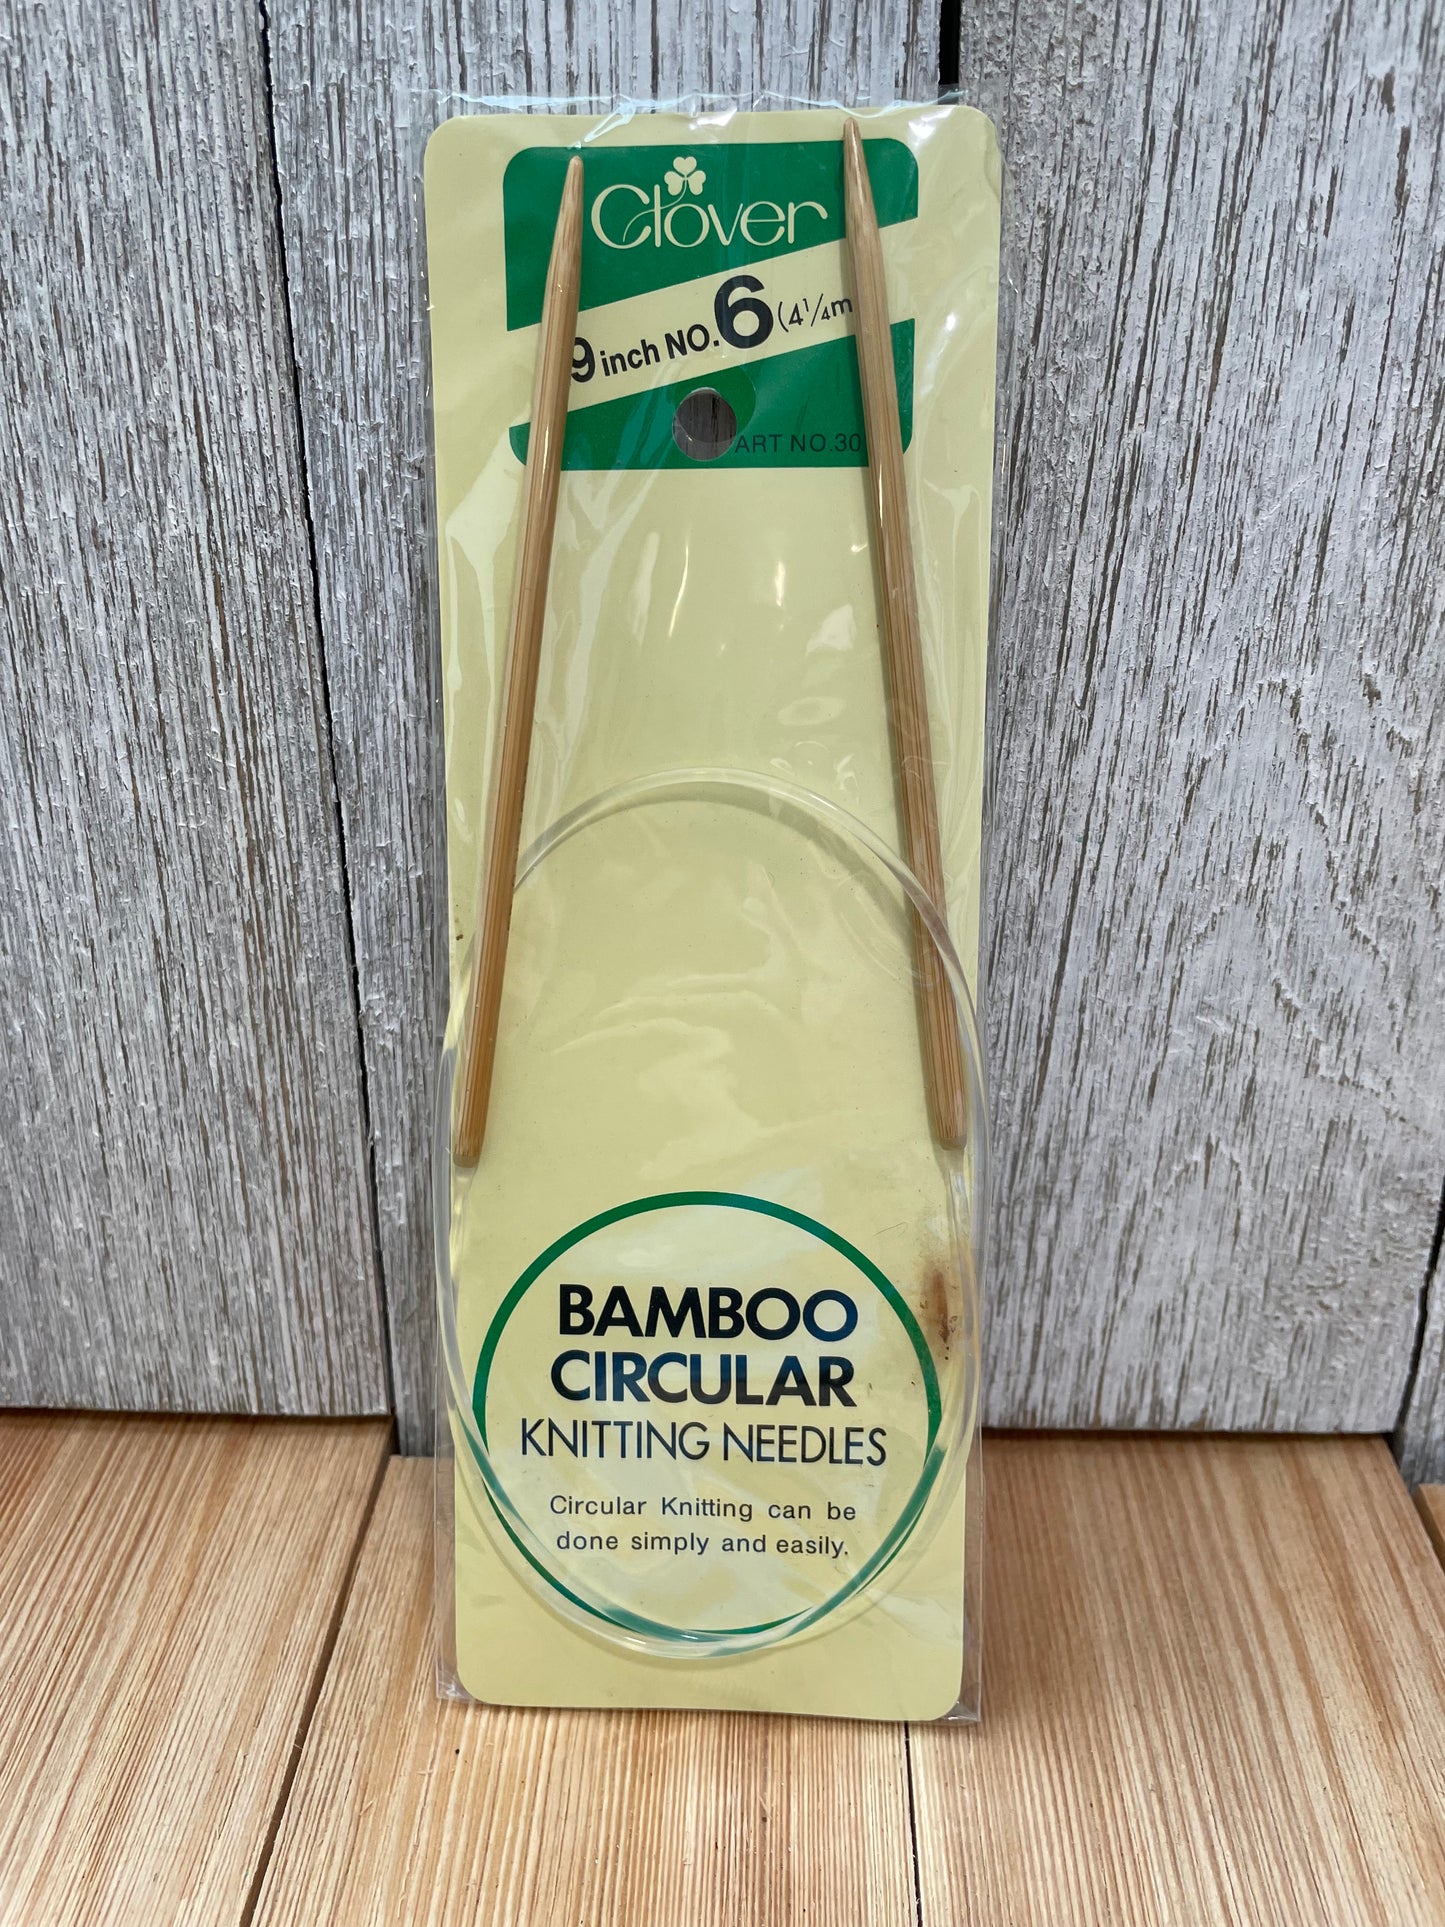 Clover
9 inch NO.6 (4¼m
ART NO.30
BAMBOO
CIRCULAR
KNITTING NEEDLES
Circular Knitting can be
done simply and easily.